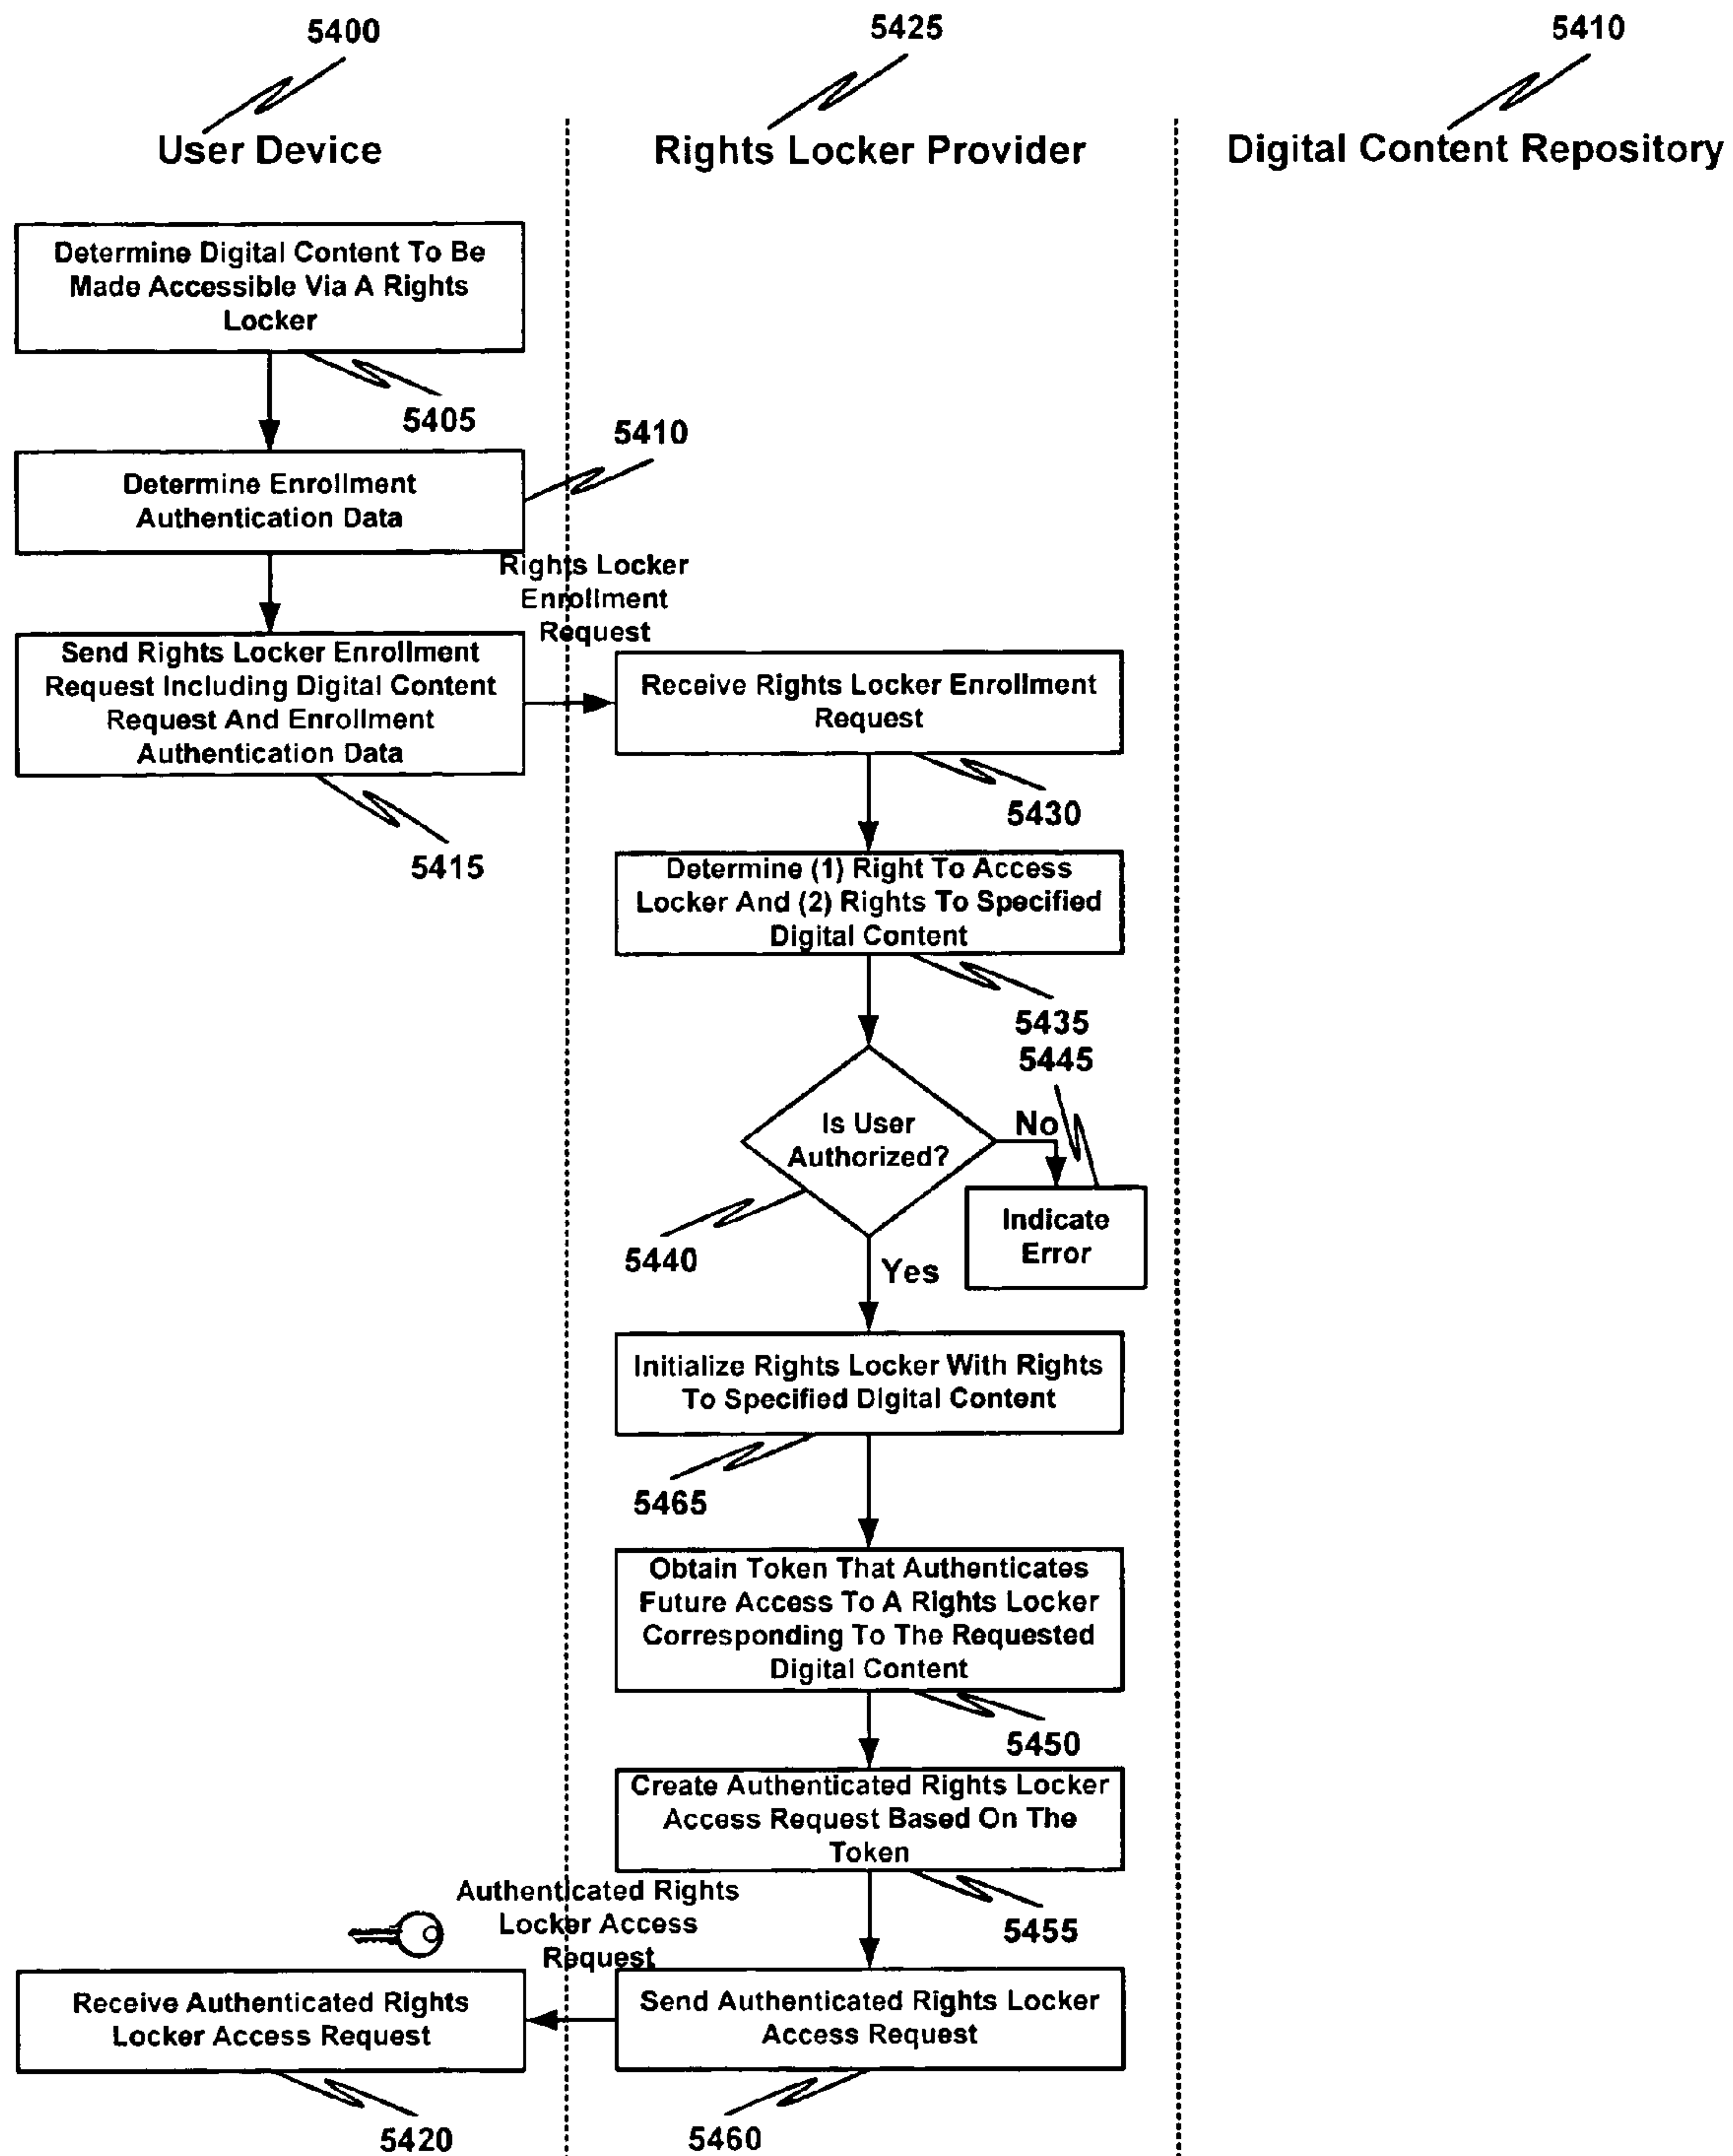 5400
5425
5410
User Device
Rights Locker Provider
Digital Content Repository
Determine Digital Content To Be
Made Accessible Via A Rights
Locker
5405
5410
Determine Enrollment
Authentication Data
Rights Locker
Enrollment
Request
Send Rights Locker Enrollment
Request Including Digital Content
Request And Enrollment
Authentication Data
5415
Receive Rights Locker Enrollment
Request
5430
Determine (1) Right To Access
Locker And (2) Rights To Specified
Digital Content
5435
5445
Is User
Authorized?
No
5440
Yes
Indicate
Error
Initialize Rights Locker With Rights
To Specified Digital Content
5465
Obtain Token That Authenticates
Future Access To A Rights Locker
Corresponding To The Requested
Digital Content
5450
Create Authenticated Rights Locker
Access Request Based On The
Token
5455
Authenticated Rights
Locker Access
Request
Send Authenticated Rights Locker
Access Request
Receive Authenticated Rights
Locker Access Request
5420
5460